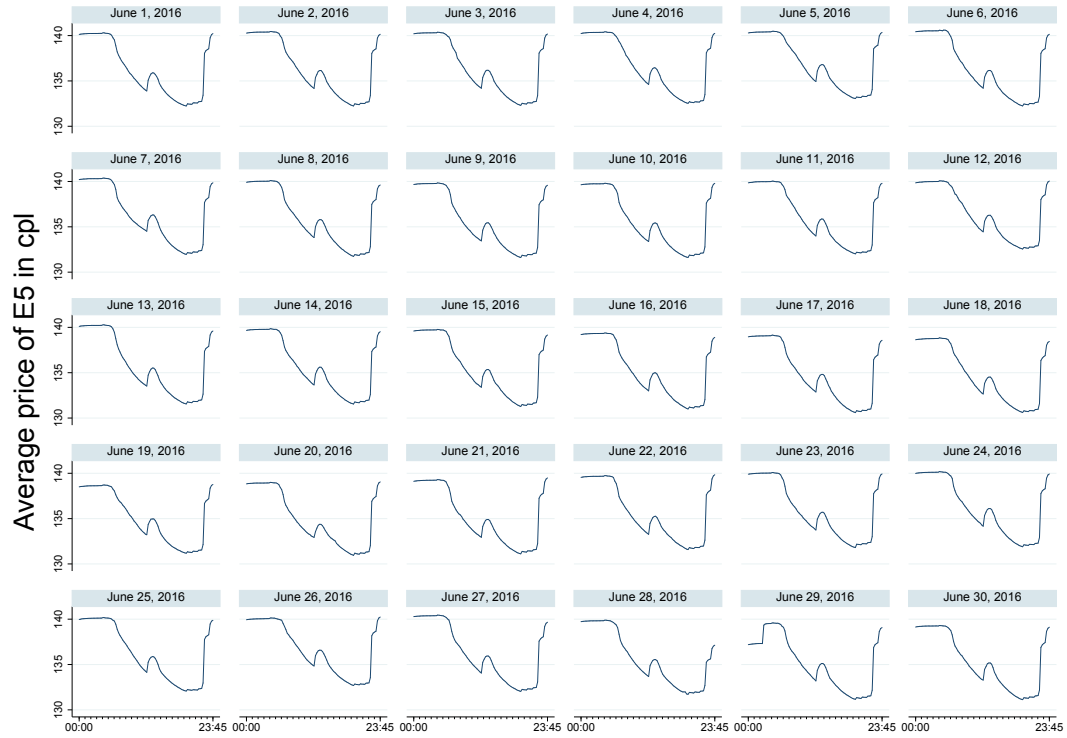 June 1, 2016 June 2, 2016 June 3, 2016 June 4, 2016 June 5, 2016 June 6, 2016
140
135
130
June 7, 2016 June 8, 2016 June 9, 2016 June 10, 2016 June 11, 2016 June 12, 2016
140
135
130
Average price of E5 in cpl
June 13, 2016 June 14, 2016 June 15, 2016 June 16, 2016 June 17, 2016 June 18, 2016
140
135
130
June 19, 2016 June 20, 2016 June 21, 2016 June 22, 2016 June 23, 2016 June 24, 2016
140
135
130
June 25, 2016 June 26, 2016 June 27, 2016 June 28, 2016 June 29, 2016 June 30, 2016
140
135
130
00:00 23:45 00:00 23:45 00:00 23:45 00:00 23:45 00:00 23:45 00:00 23:45